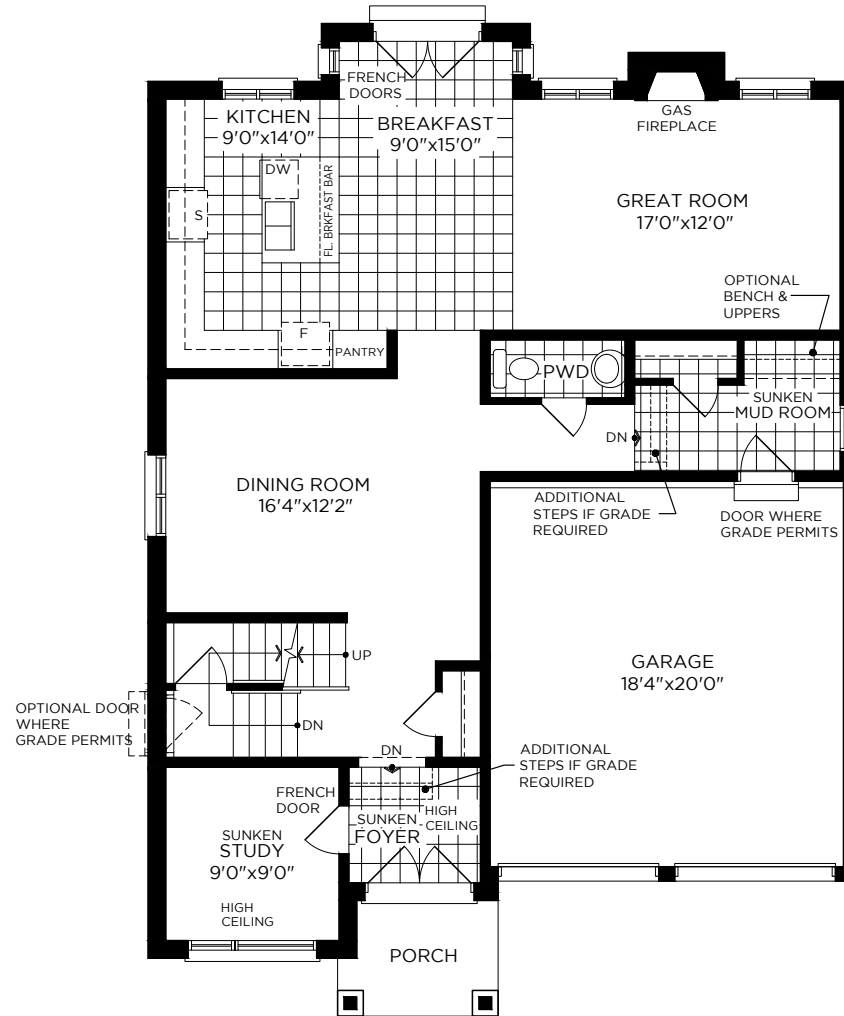 FRENCH
DOORS
KITCHEN
9'0"x14'0"
BREAKFAST
9'0"x15'0"
GAS
FIREPLACE
DW
FL. BRKFAST BAR
S
GREAT ROOM
17'0"x12'0"
OPTIONAL
BENCH &
UPPERS
F
PANTRY
PWD
SUNKEN
MUD ROOM
DN
DINING ROOM
16'4"x12'2"
ADDITIONAL
STEPS IF GRADE
REQUIRED
DOOR WHERE
GRADE PERMITS
UP
GARAGE
18'4"x20'0"
OPTIONAL DOOR
WHERE
GRADE PERMITS
DN
DN
ADDITIONAL
STEPS IF GRADE
REQUIRED
FRENCH
DOOR
SUNKEN
FOYER
HIGH
CEILING
SUNKEN
STUDY
9'0"x9'0"
HIGH
CEILING
PORCH